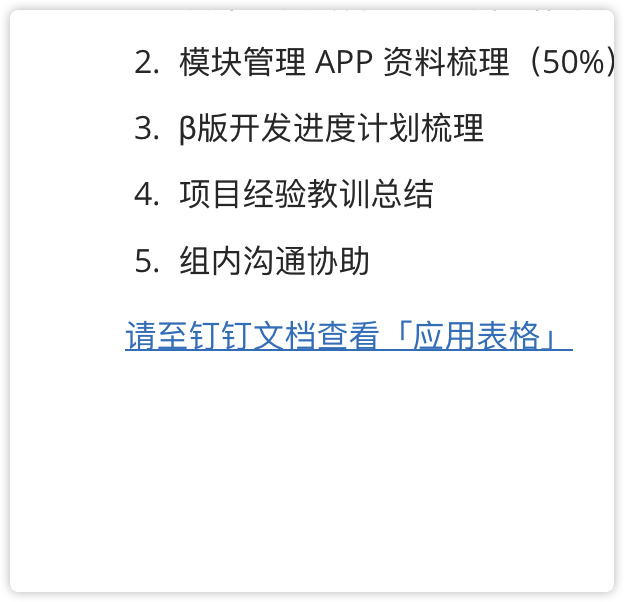 2. 模块管理 APP 资料梳理（50%）
3. β版开发进度计划梳理
4. 项目经验教训总结
5. 组内沟通协助
请至钉钉文档查看「应用表格」